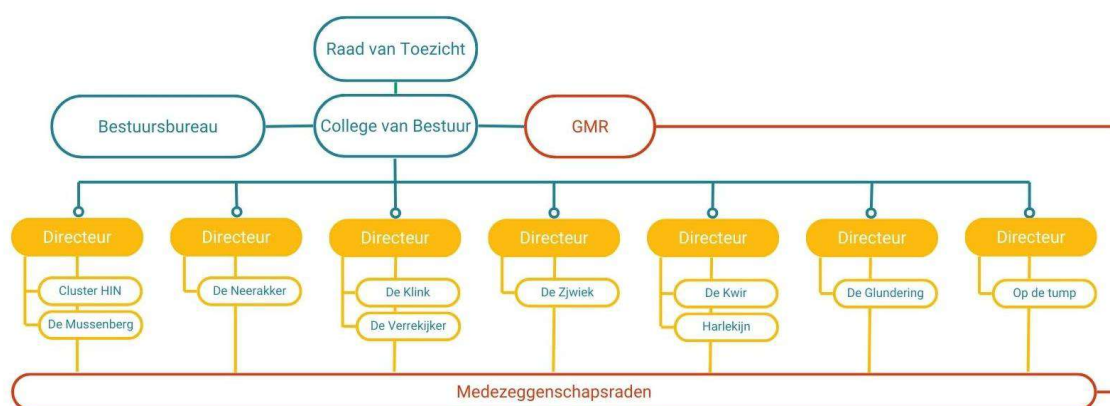 Raad van Toezicht
Bestuursbureau
College van Bestuur
GMR
Directeur
Directeur
Directeur
Directeur
Directeur
Directeur
Directeur
Cluster HIN
De Neerakker
De Klink
De Zjwiek
De Kwir
De Glundering
Op de tump
De Mussenberg
De Verrekijker
Harlekijn
Medezeggenschapsraden